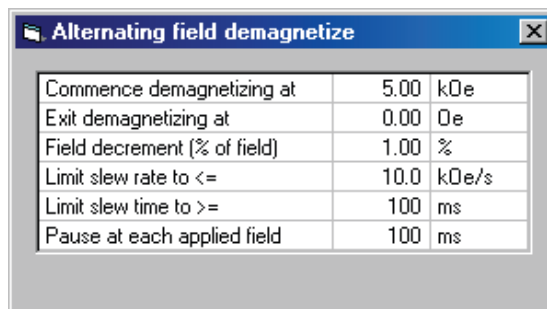 Alternating field demagnetize
Commence demagnetizing at 5.00 kOe
Exit demagnetizing at 0.00 Oe
Field decrement (% of field) 1.00 %
Limit slew rate to <= 10.0 kOe/s
Limit slew time to >= 100 ms
Pause at each applied field 100 ms